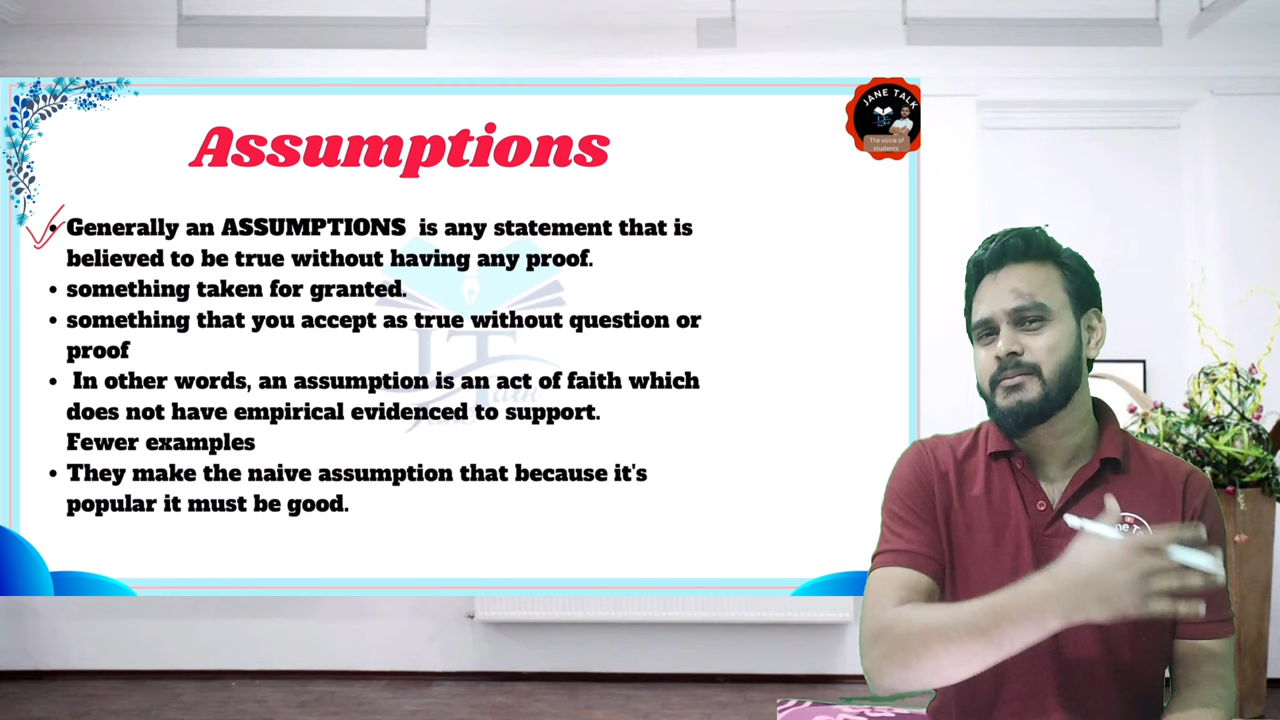 Assumptions
JANE TALK
The voice of
students
• Generally an ASSUMPTIONS is any statement that is
believed to be true without having any proof.
• something taken for granted.
• something that you accept as true without question or
proof
• In other words, an assumption is an act of faith which
does not have empirical evidenced to support.
Fewer examples
• They make the naive assumption that because it's
popular it must be good.